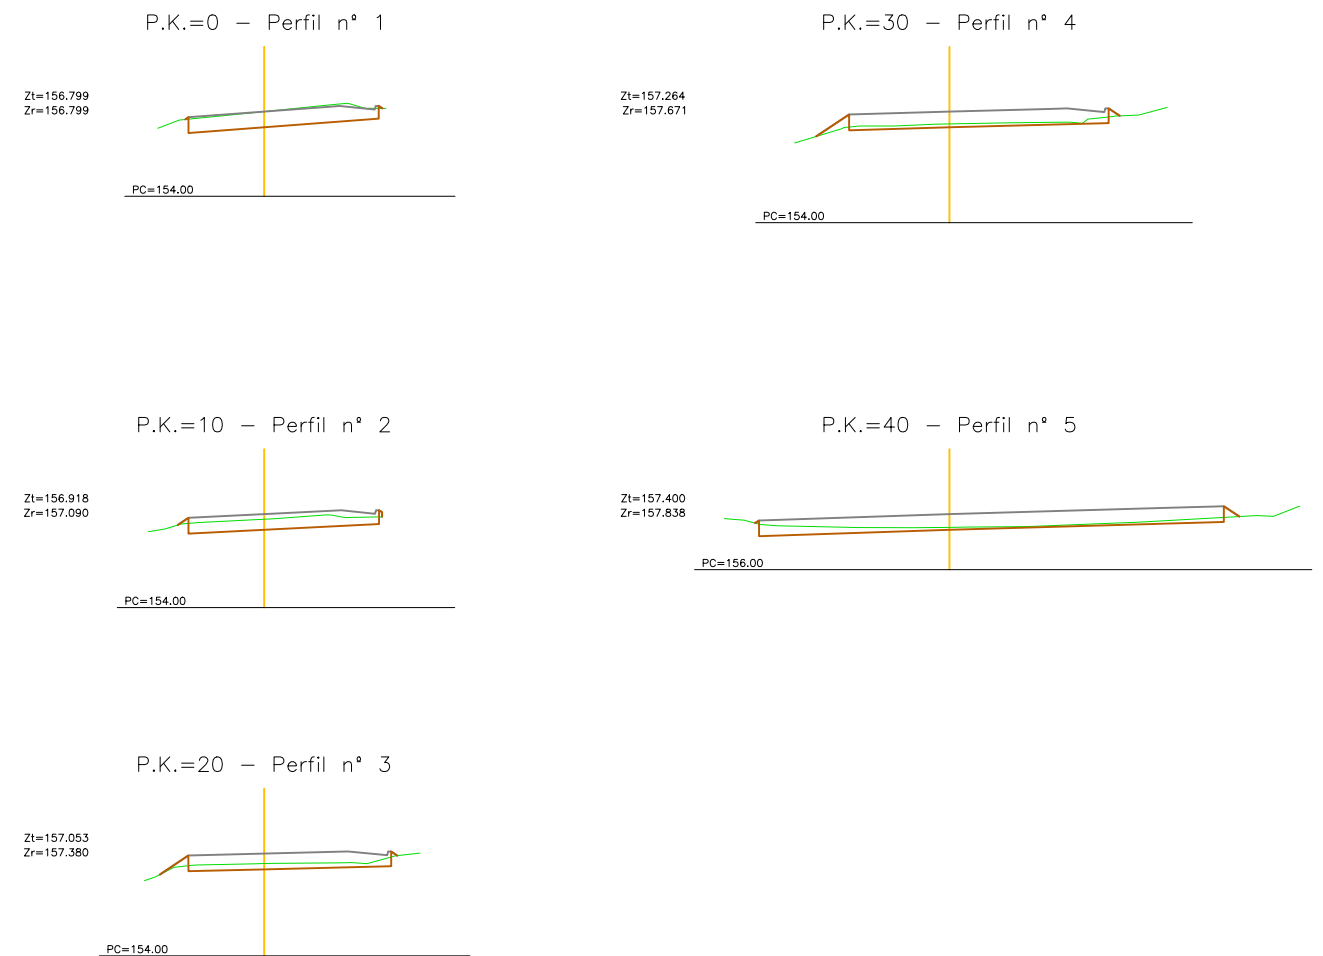 P.K.=0 - Perfil nº 1
Zt=156.799
Zr=156.799
PC=154.00
P.K.=10 - Perfil nº 2
Zt=156.918
Zr=157.090
PC=154.00
P.K.=20 - Perfil nº 3
Zt=157.053
Zr=157.380
PC=154.00
P.K.=30 - Perfil nº 4
Zt=157.264
Zr=157.671
PC=154.00
P.K.=40 - Perfil nº 5
Zt=157.400
Zr=157.838
PC=156.00